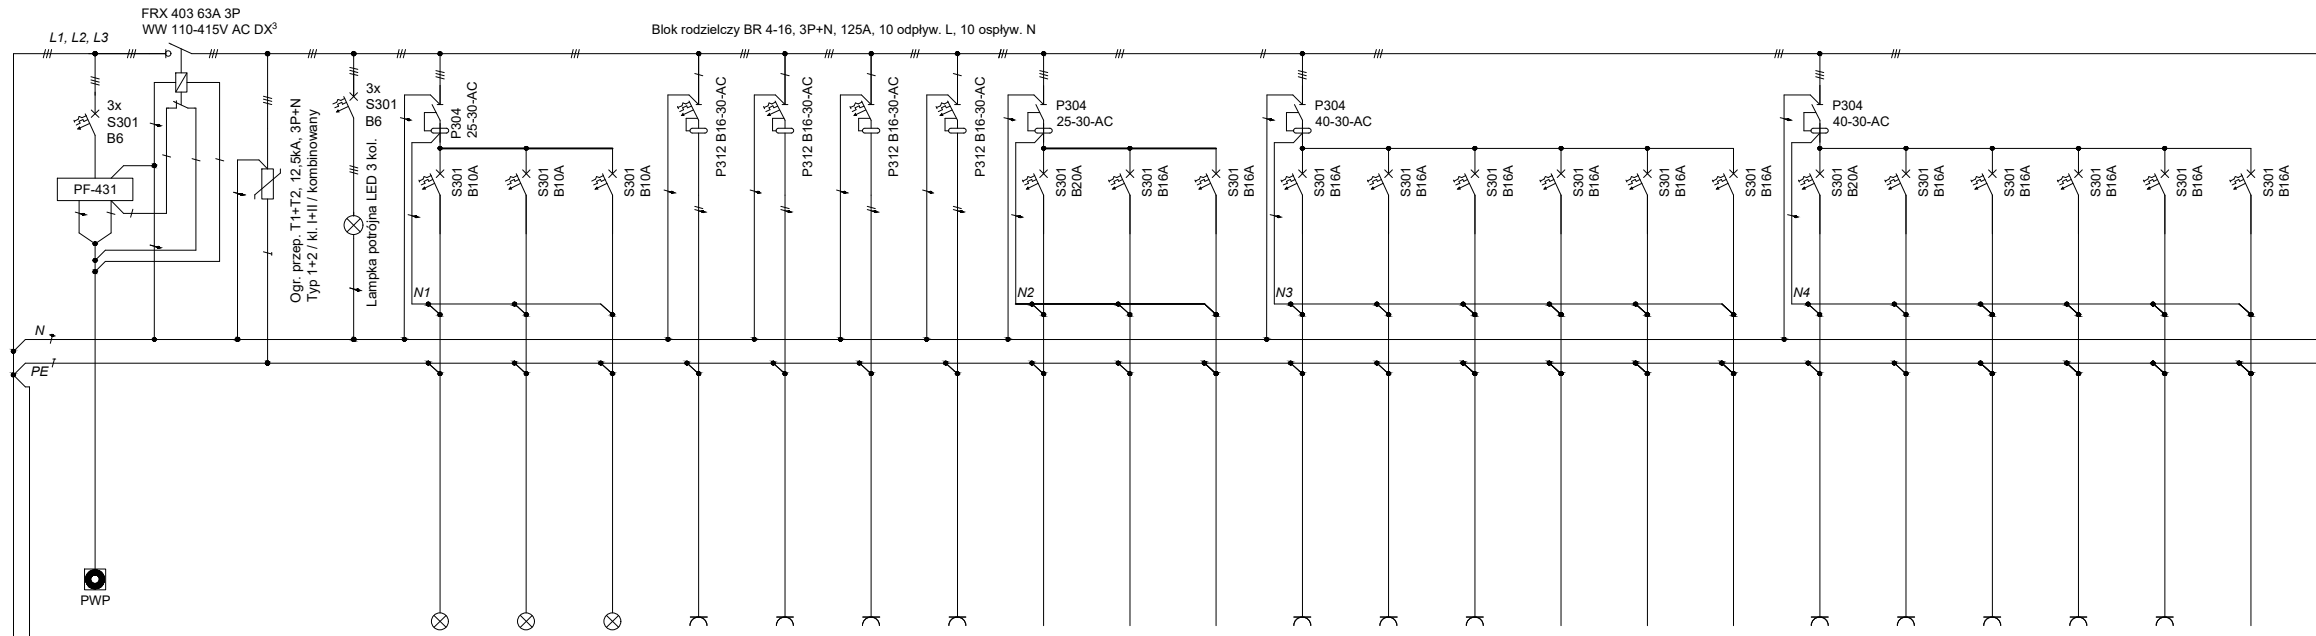 FRX 403 63A 3P
WW 110-415V AC DX³
Blok rodzielczy BR 4-16, 3P+N, 125A, 10 odpływ. L, 10 ospływ. N
L1, L2, L3
3x
S301
B6
PF-431
PWP
Ogr. przep. T1+T2, 12,5kA, 3P+N
Typ 1+2 / kl. I+II / kombinowany
3x
S301
B6
Lampka potrójna LED 3 kol.
P304
25-30-AC
S301
B10A
S301
B10A
S301
B10A
N1
P312 B16-30-AC
P312 B16-30-AC
P312 B16-30-AC
P312 B16-30-AC
P304
25-30-AC
S301
B20A
S301
B16A
S301
B16A
N2
P304
40-30-AC
S301
B16A
S301
B16A
S301
B16A
S301
B16A
S301
B16A
S301
B16A
N3
P304
40-30-AC
S301
B20A
S301
B16A
S301
B16A
S301
B16A
S301
B16A
S301
B16A
N4
N
PE